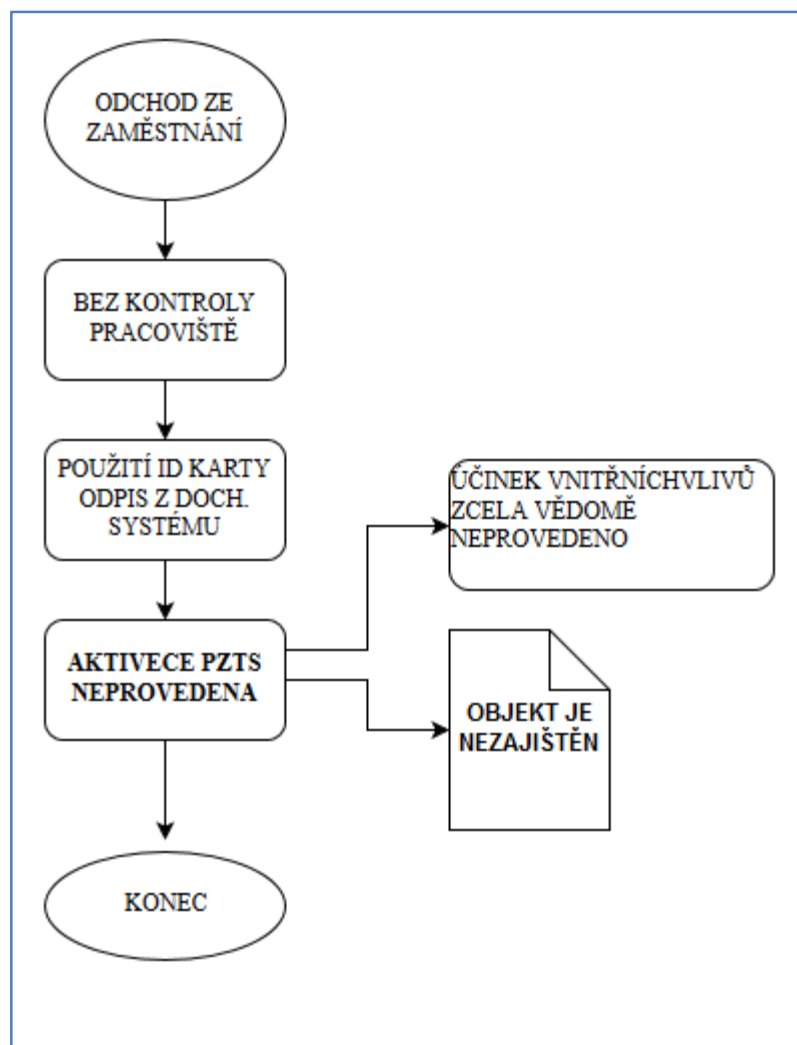 ODCHOD ZE
ZAMĚSTNÁNÍ
BEZ KONTROLY
PRACOVIŠTĚ
POUŽITÍ ID KARTY
ODPIS Z DOCH.
SYSTÉMU
ÚČINEK VNITŘNÍCHVLIVŮ
ZCELA VĚDOMĚ
NEPROVEDENO
AKTIVECE PZTS
NEPROVEDENA
OBJEKT JE
NEZAJIŠTĚN
KONEC